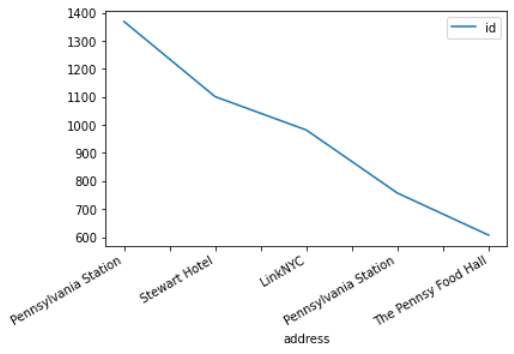 1400
1300
1200
1100
1000
900
800
700
600
id
Pennsylvania Station
Stewart Hotel
LinkNYC
Pennsylvania Station
The Pennsy Food Hall
address